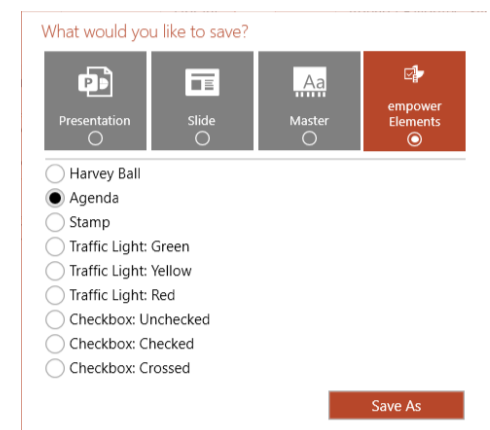 What would you like to save?
P
Aa
Presentation
Slide
Master
empower
Elements
Harvey Ball
Agenda
Stamp
Traffic Light: Green
Traffic Light: Yellow
Traffic Light: Red
Checkbox: Unchecked
Checkbox: Checked
Checkbox: Crossed
Save As